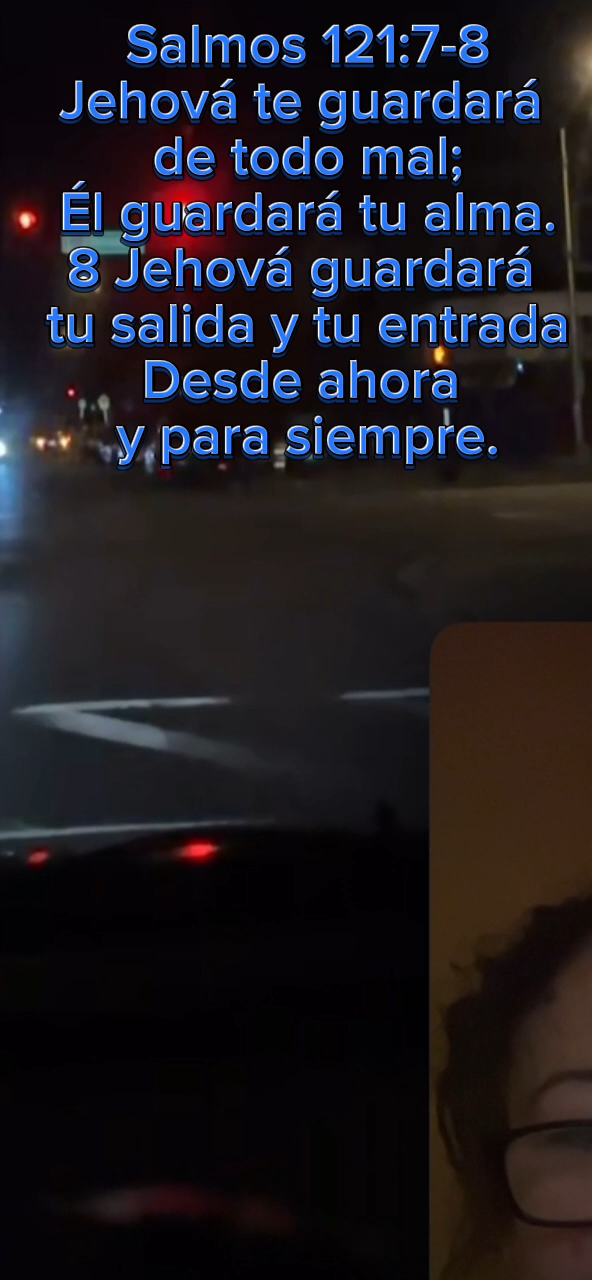 Salmos 121:7-8
Jehová te guardará
de todo mal;
Él guardará tu alma.
8 Jehová guardará
tu salida y tu entrada
Desde ahora
y para siempre.